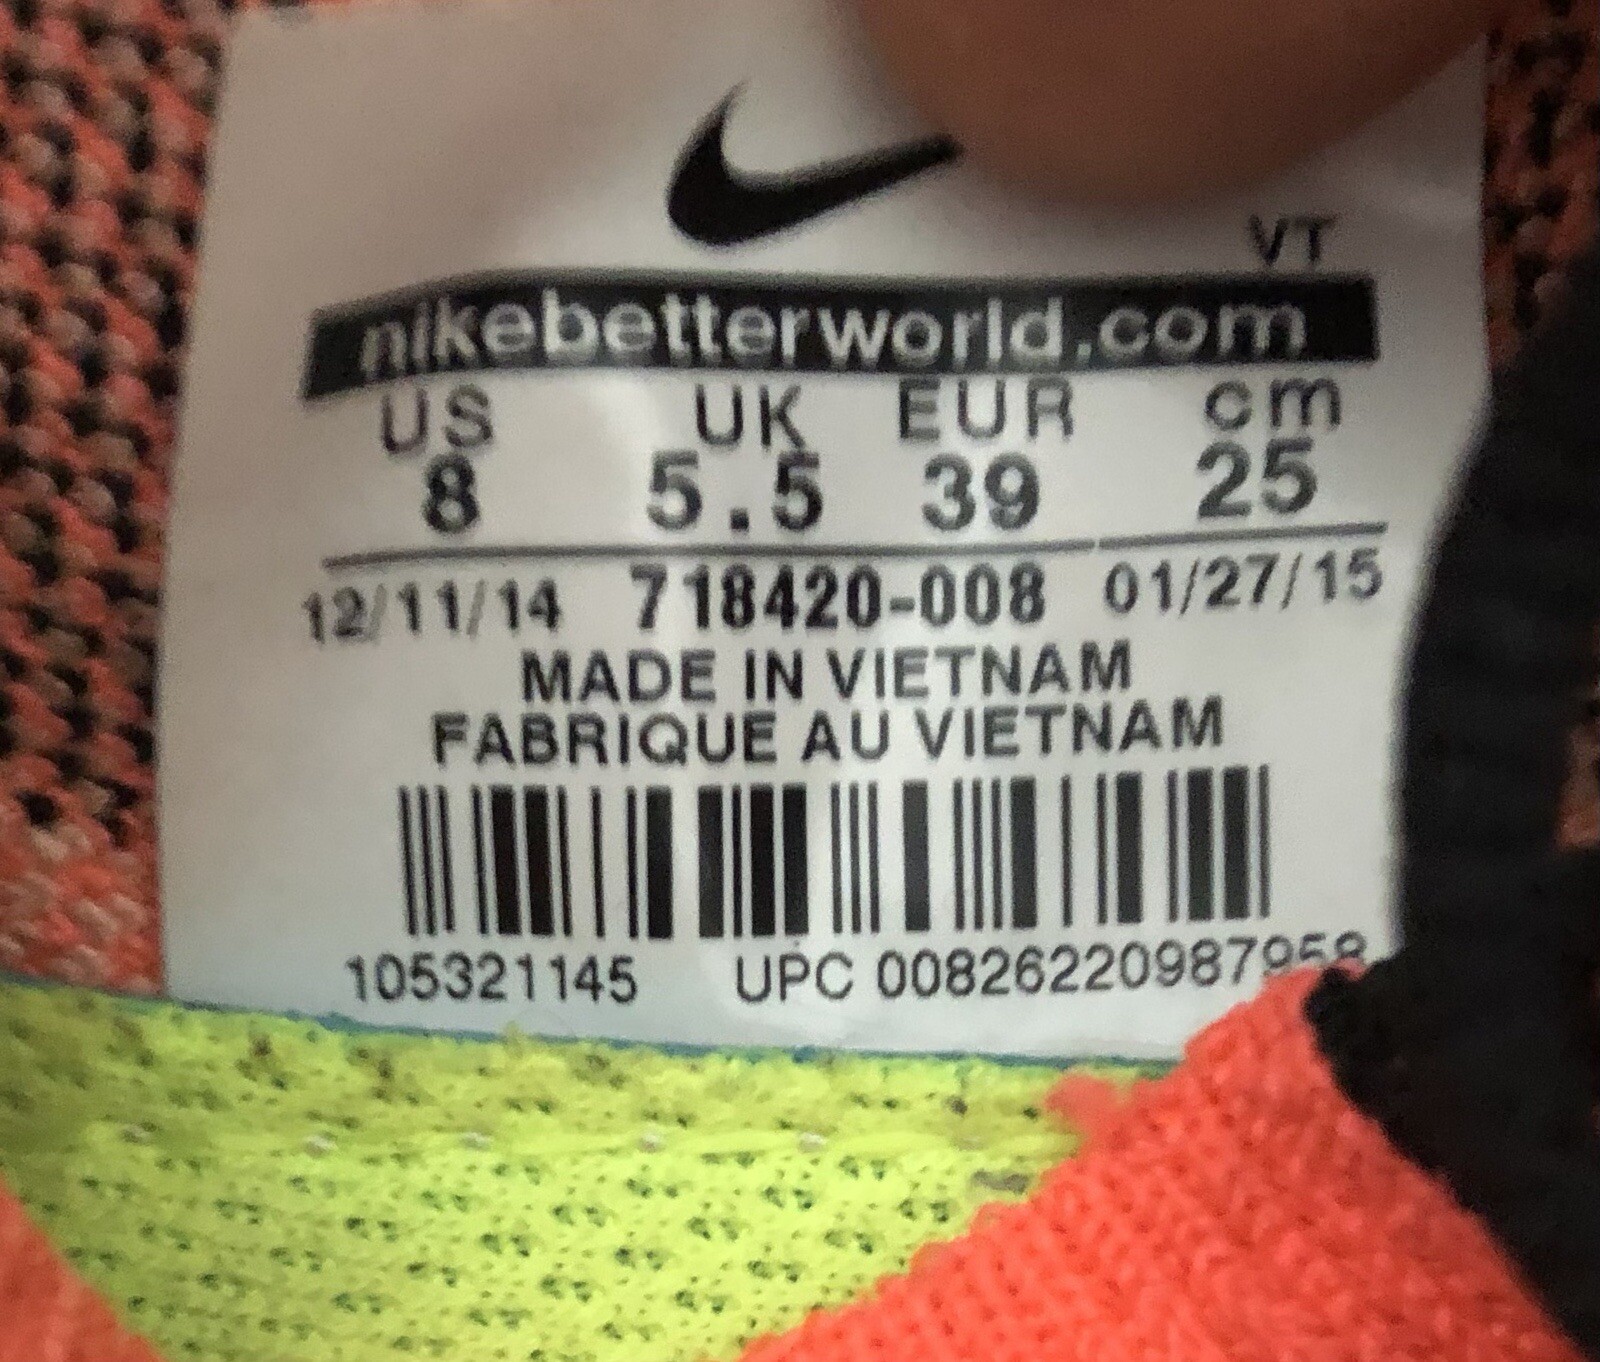 VT
nikebetterworld.com
US UK EUR cm
8 5.5 39 25
12/11/14 718420-008 01/27/15
MADE IN VIETNAM
FABRIQUE AU VIETNAM
105321145 UPC 00826220987958